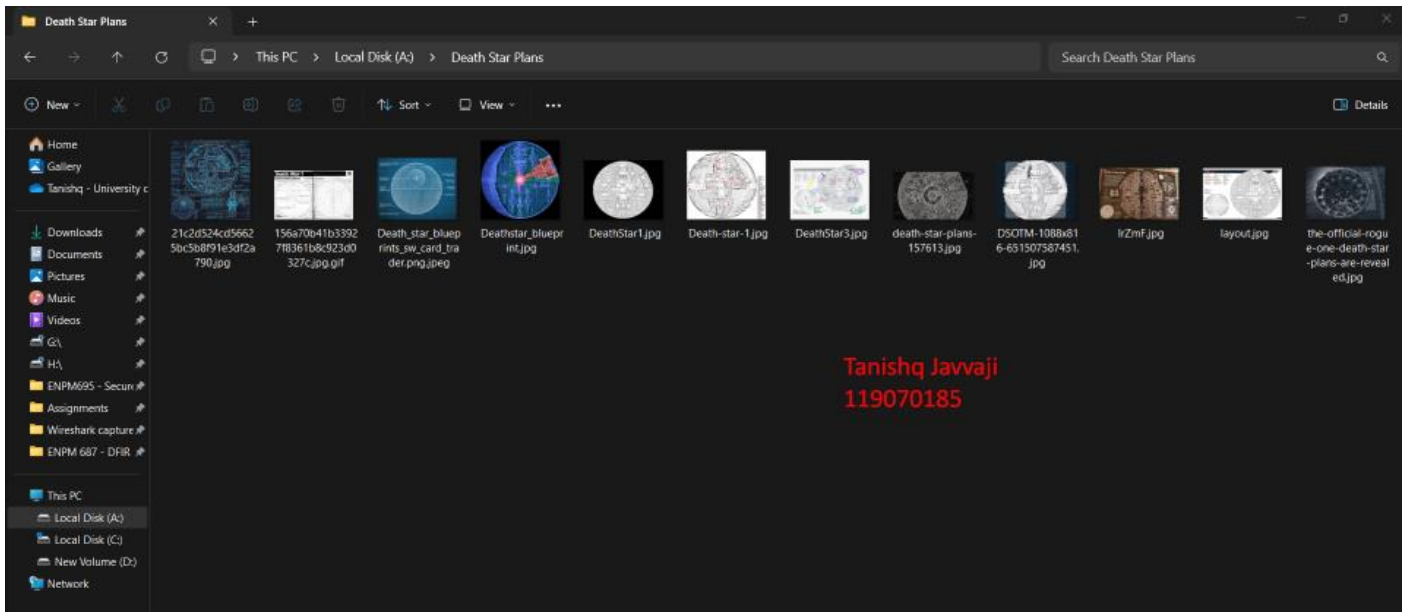 Death Star Plans
This PC > Local Disk (A:) > Death Star Plans
Search Death Star Plans
New
Sort
View
Details
Home
Gallery
Tanishq - University c
Downloads
Documents
Pictures
Music
Videos
G:\
H:\
ENPM695 - Secure
Assignments
Wireshark capture
ENPM 687 - DFIR
This PC
Local Disk (A:)
Local Disk (C:)
New Volume (D:)
Network
21c2d524cd5662
5bc5b8f91e3df2a
790.jpg
156a70b41b3392
7f8361b8c923d0
327c.jpg.gif
Death_star_bluep
rints_sw_card_tra
der.png.jpeg
Deathstar_bluepr
int.jpg
DeathStar1.jpg
Death-star-1.jpg
DeathStar3.jpg
death-star-plans-
157613.jpg
DSOTM-1088x81
6-651507587451.
jpg
IrZmF.jpg
layout.jpg
the-official-rogu
e-one-death-star
-plans-are-reveal
ed.jpg
Tanishq Javvaji
119070185